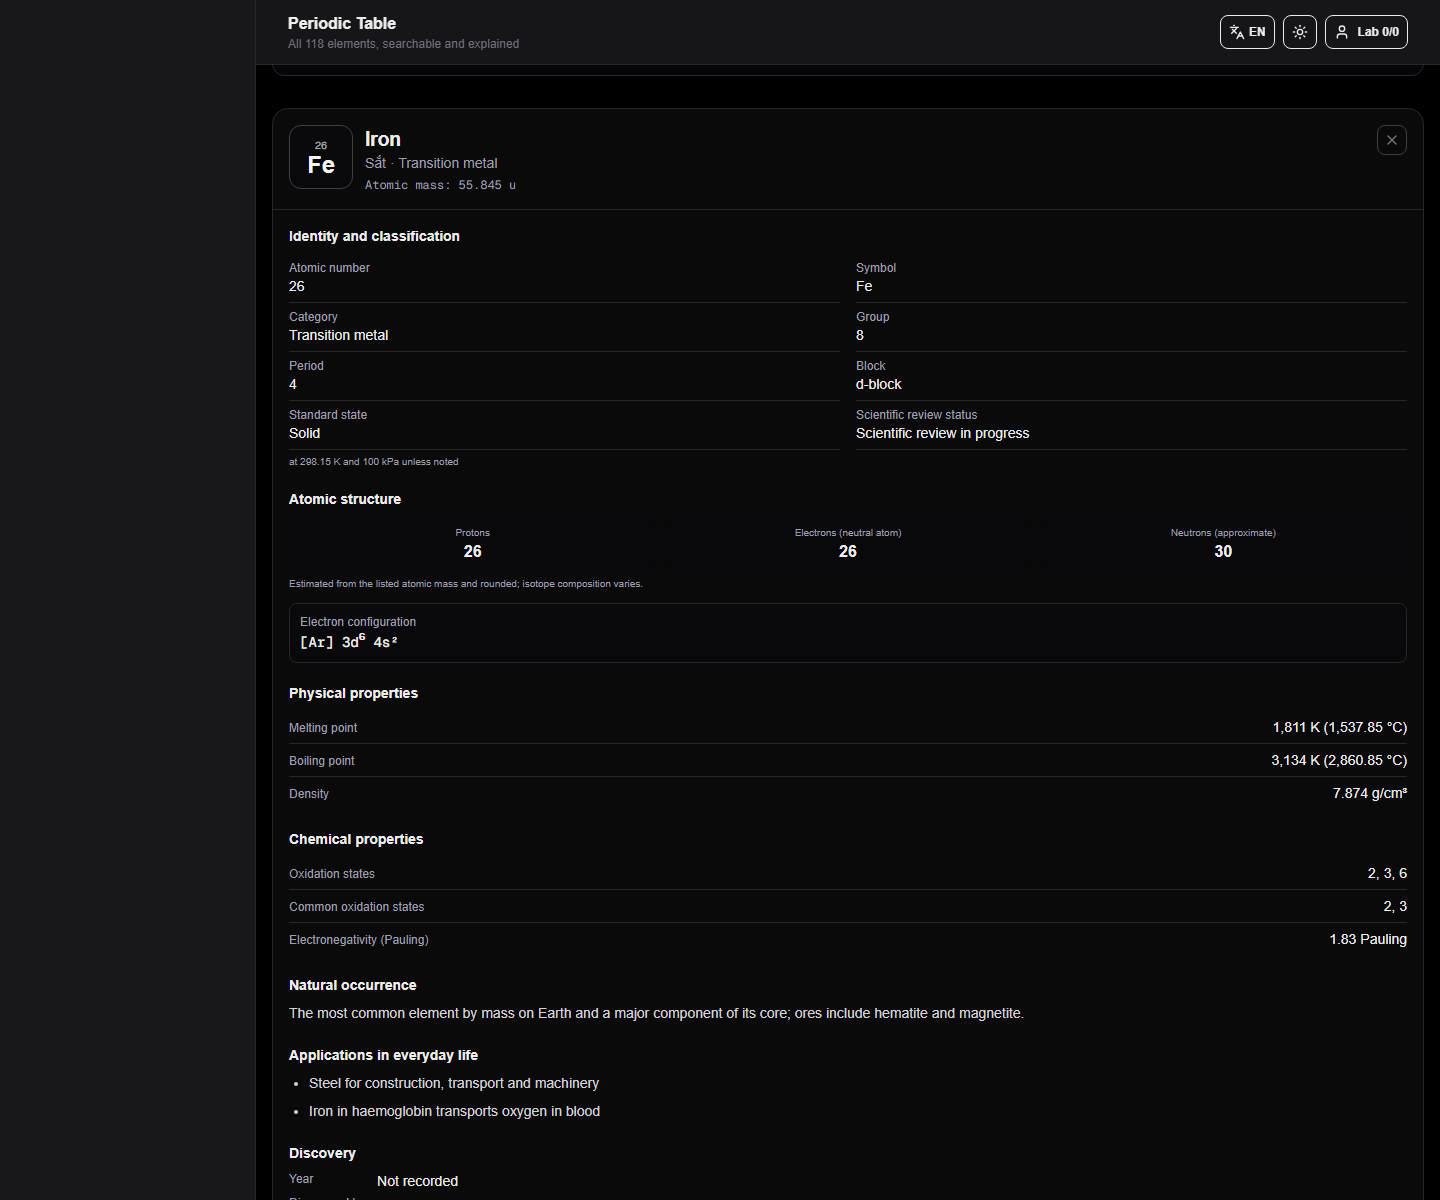 Periodic Table
All 118 elements, searchable and explained
EN
Lab 0/0
26
Fe
Iron
Sắt · Transition metal
Atomic mass: 55.845 u
Identity and classification
Atomic number
26
Symbol
Fe
Category
Transition metal
Group
8
Period
4
Block
d-block
Standard state
Solid
Scientific review status
Scientific review in progress
at 298.15 K and 100 kPa unless noted
Atomic structure
Protons
26
Electrons (neutral atom)
26
Neutrons (approximate)
30
Estimated from the listed atomic mass and rounded; isotope composition varies.
Electron configuration
[Ar] 3d⁶ 4s²
Physical properties
Melting point 1,811 K (1,537.85 °C)
Boiling point 3,134 K (2,860.85 °C)
Density 7.874 g/cm³
Chemical properties
Oxidation states 2, 3, 6
Common oxidation states 2, 3
Electronegativity (Pauling) 1.83 Pauling
Natural occurrence
The most common element by mass on Earth and a major component of its core; ores include hematite and magnetite.
Applications in everyday life
• Steel for construction, transport and machinery
• Iron in haemoglobin transports oxygen in blood
Discovery
Year Not recorded